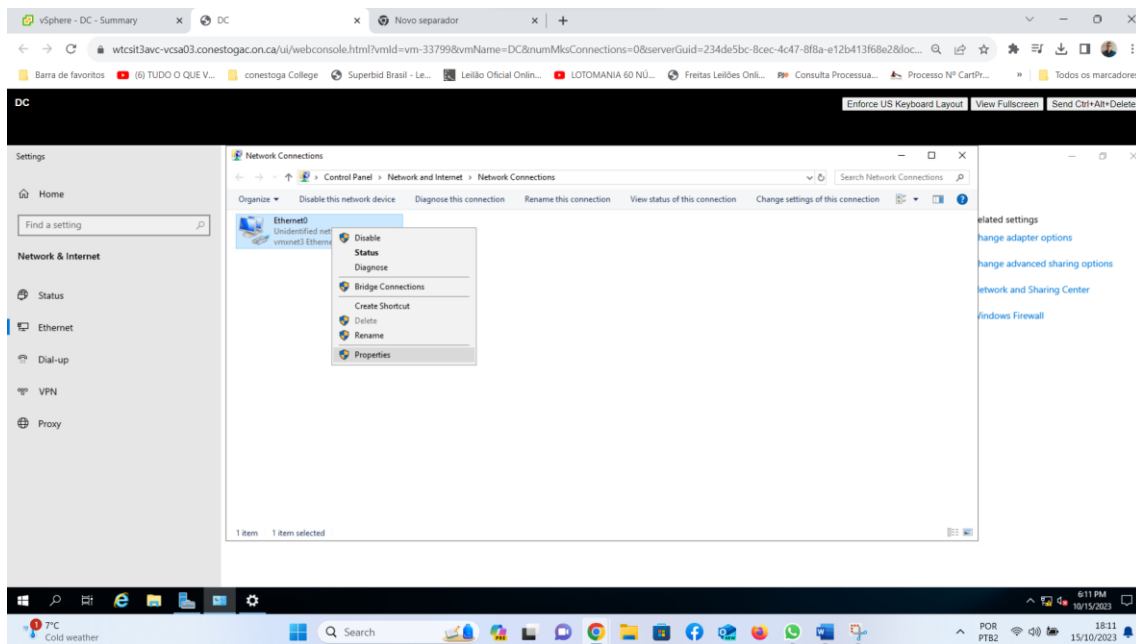 vSphere - DC - Summary
DC
Novo separador
wtcsit3avc-vcsa03.conestogac.on.ca/ui/webconsole.html?vmId=vm-33799&vmName=DC&numMksConnections=0&serverGuid=234de5bc-8cec-4c47-8f8a-e12b413f68e2&loc...
Barra de favoritos
(6) TUDO O QUE V...
conestoga College
Superbid Brasil - Le...
Leilão Oficial Onlin...
LOTOMANIA 60 NÚ...
Freitas Leilões Onli...
Consulta Processua...
Processo Nº CartPr...
»
Todos os marcadores
DC
Enforce US Keyboard Layout
View Fullscreen
Send Ctrl+Alt+Delete
Settings
Home
Find a setting
Network & Internet
Status
Ethernet
Dial-up
VPN
Proxy
Network Connections
Control Panel > Network and Internet > Network Connections
Search Network Connections
Organize
Disable this network device
Diagnose this connection
Rename this connection
View status of this connection
Change settings of this connection
Ethernet0
Unidentified net
vmxnet3 Etherne
Disable
Status
Diagnose
Bridge Connections
Create Shortcut
Delete
Rename
Properties
1 item
1 item selected
elated settings
hange adapter options
hange advanced sharing options
etwork and Sharing Center
Windows Firewall
6:11 PM
10/15/2023
1
7°C
Cold weather
Search
POR
PTB2
18:11
15/10/2023